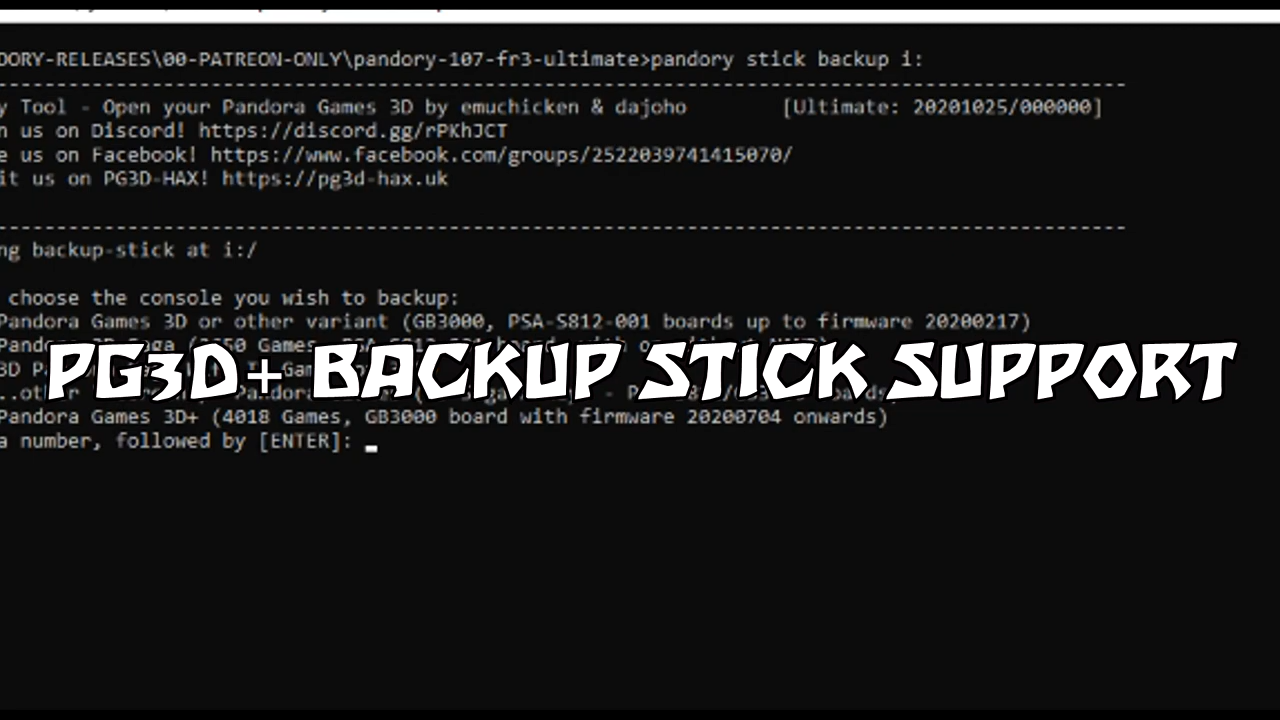 DORY-RELEASES\00-PATREON-ONLY\pandory-107-fr3-ultimate>pandory stick backup i:
y Tool - Open your Pandora Games 3D by emuchicken & dajoho [Ultimate: 20201025/000000]
n us on Discord! https://discord.gg/rPKhJCT
e us on Facebook! https://www.facebook.com/groups/2522039741415070/
it us on PG3D-HAX! https://pg3d-hax.uk
ng backup-stick at i:/
choose the console you wish to backup:
Pandora Games 3D or other variant (GB3000, PSA-S812-001 boards up to firmware 20200217)
Pandora
3D
PG3D+ BACKUP STICK SUPPORT
Pandora Games 3D+ (4018 Games, GB3000 board with firmware 20200704 onwards)
a number, followed by [ENTER]: